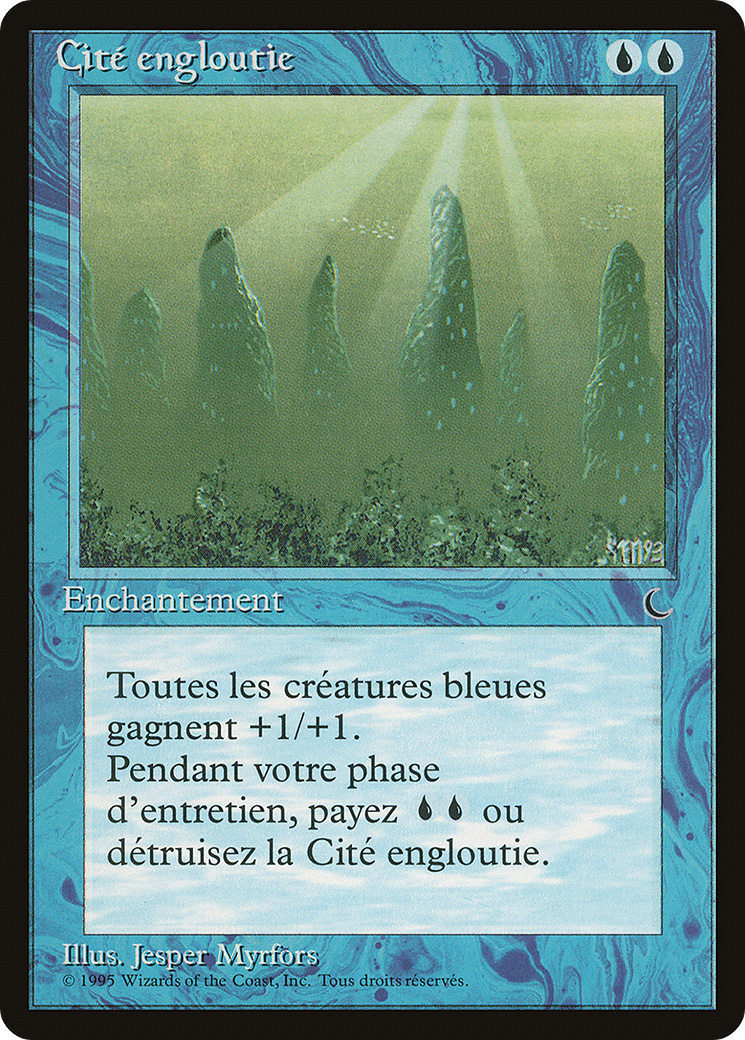 Cité engloutie
Enchantement
Toutes les créatures bleues
gagnent +1/+1.
Pendant votre phase
d'entretien, payez ou
détruisez la Cité engloutie.
Illus. Jesper Myrfors
© 1995 Wizards of the Coast, Inc. Tous droits réservés.